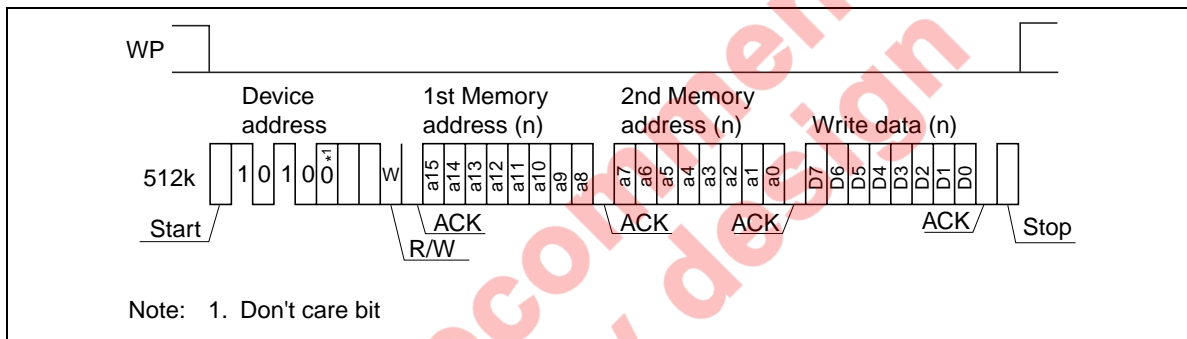 WP
Device address
1st Memory address (n)
2nd Memory address (n)
Write data (n)
512k
1 0 1 0 0 *1 W a15 a14 a13 a12 a11 a10 a9 a8 a7 a6 a5 a4 a3 a2 a1 a0 D7 D6 D5 D4 D3 D2 D1 D0
Start
R/W
ACK
ACK
ACK
ACK
Stop
Note: 1. Don't care bit
design